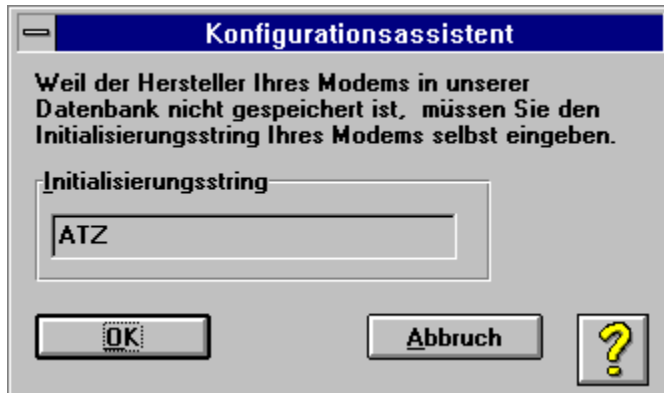 Konfigurationsassistent
Weil der Hersteller Ihres Modems in unserer
Datenbank nicht gespeichert ist, müssen Sie den
Initialisierungsstring Ihres Modems selbst eingeben.
Initialisierungsstring
ATZ
OK Abbruch ?